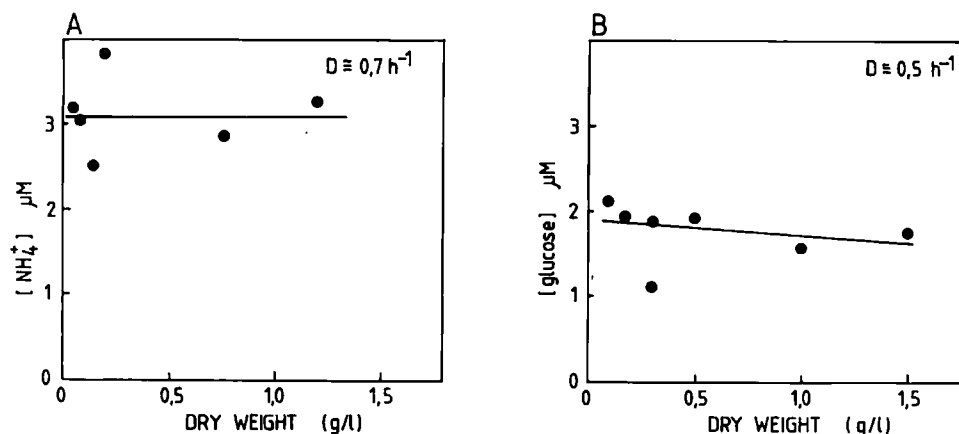 A
D ≅ 0,7 h⁻¹
[NH₄⁺] μM
3
2
1
0
0 0,5 1,0 1,5
DRY WEIGHT (g/l)
B
D ≅ 0,5 h⁻¹
[glucose] μM
3
2
1
0
0 0,5 1,0 1,5
DRY WEIGHT (g/l)